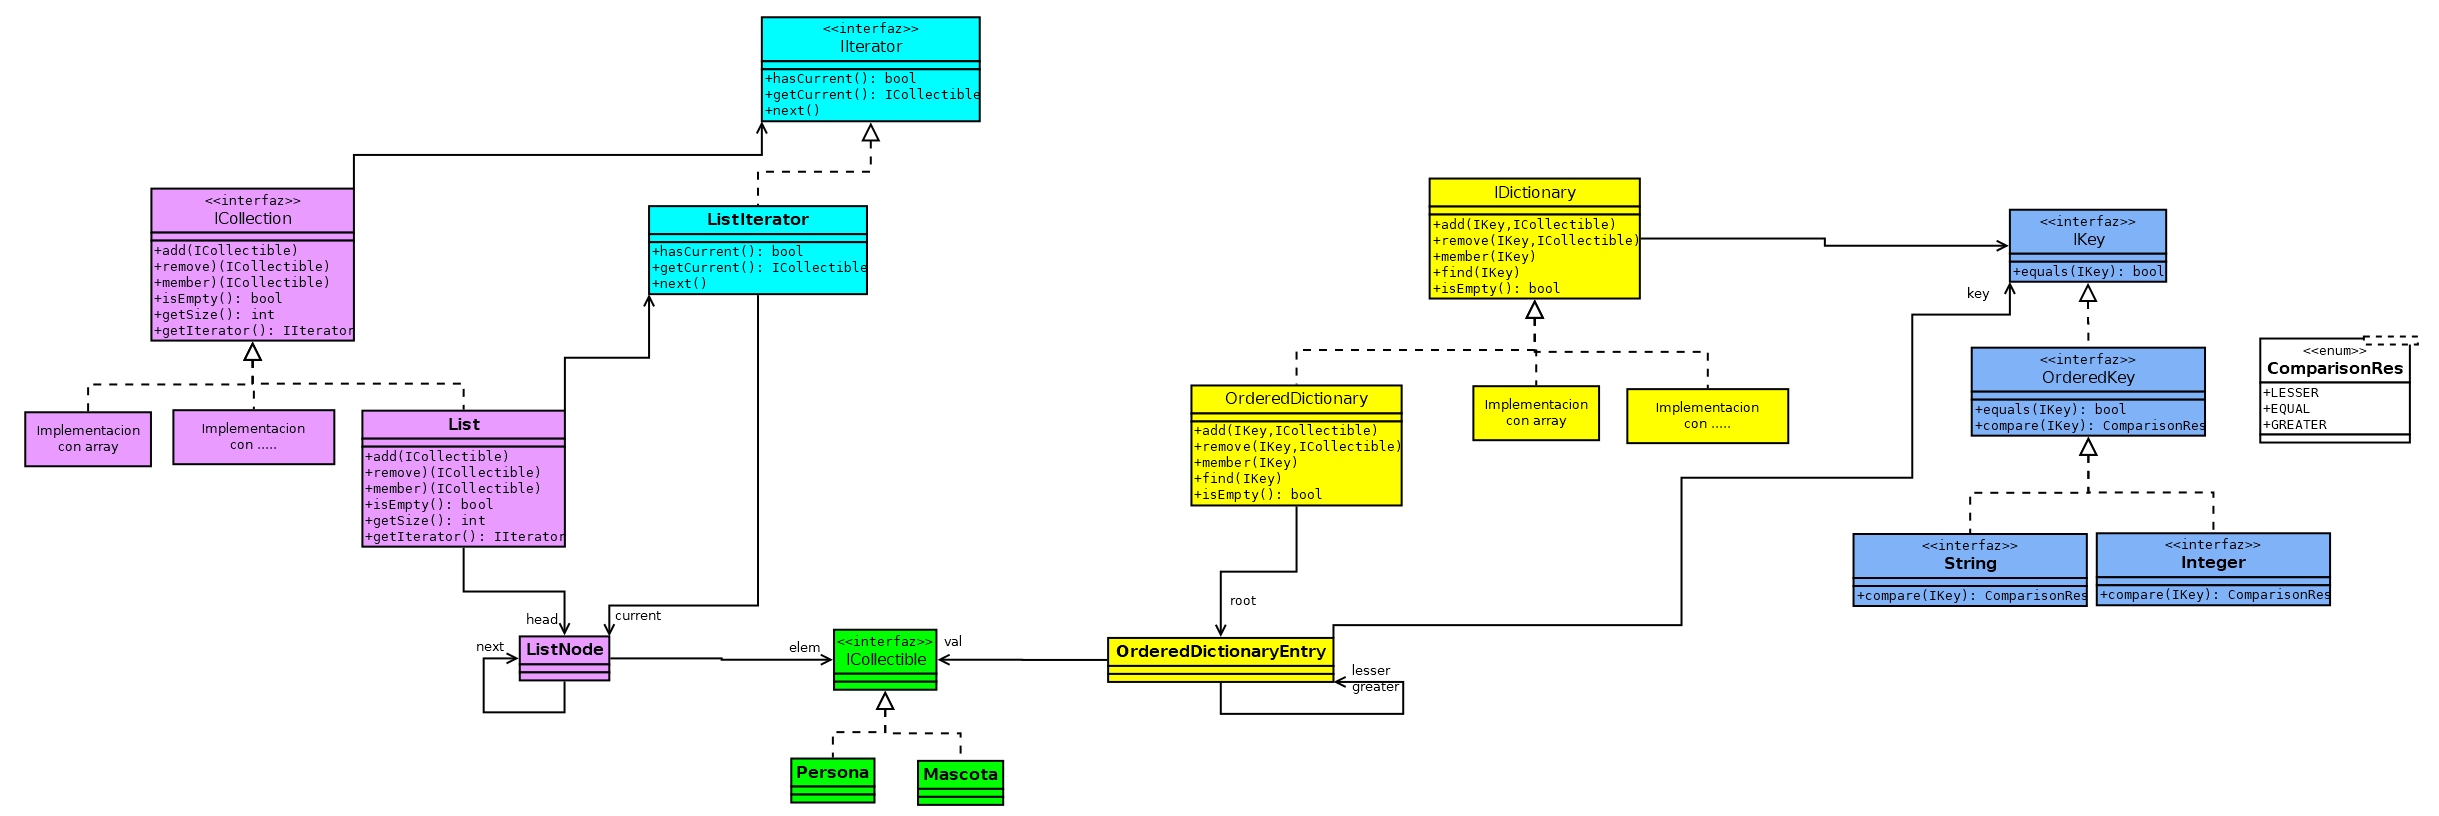 <<interfaz>>
IIterator
+hasCurrent(): bool
+getCurrent(): ICollectible
+next()
<<interfaz>>
ICollection
+add(ICollectible)
+remove)(ICollectible)
+member)(ICollectible)
+isEmpty(): bool
+getSize(): int
+getIterator(): IIterator
ListIterator
+hasCurrent(): bool
+getCurrent(): ICollectible
+next()
Implementacion
con array
Implementacion
con .....
List
+add(ICollectible)
+remove)(ICollectible)
+member)(ICollectible)
+isEmpty(): bool
+getSize(): int
+getIterator(): IIterator
head
current
next
ListNode
elem
<<interfaz>>
ICollectible
val
Persona
Mascota
IDictionary
+add(IKey,ICollectible)
+remove(IKey,ICollectible)
+member(IKey)
+find(IKey)
+isEmpty(): bool
OrderedDictionary
+add(IKey,ICollectible)
+remove(IKey,ICollectible)
+member(IKey)
+find(IKey)
+isEmpty(): bool
Implementacion
con array
Implementacion
con .....
root
OrderedDictionaryEntry
lesser
greater
<<interfaz>>
IKey
+equals(IKey): bool
key
<<interfaz>>
OrderedKey
+equals(IKey): bool
+compare(IKey): ComparisonRes
<<enum>>
ComparisonRes
+LESSER
+EQUAL
+GREATER
<<interfaz>>
String
+compare(IKey): ComparisonRes
<<interfaz>>
Integer
+compare(IKey): ComparisonRes